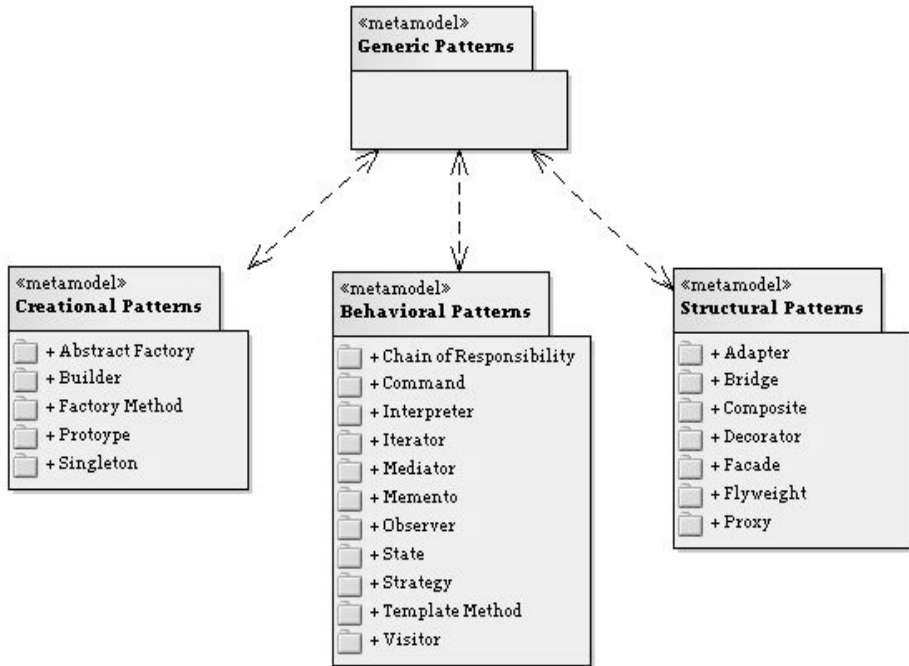 «metamodel»
Generic Patterns
«metamodel»
Creational Patterns
+ Abstract Factory
+ Builder
+ Factory Method
+ Protoype
+ Singleton
«metamodel»
Behavioral Patterns
+ Chain of Responsibility
+ Command
+ Interpreter
+ Iterator
+ Mediator
+ Memento
+ Observer
+ State
+ Strategy
+ Template Method
+ Visitor
«metamodel»
Structural Patterns
+ Adapter
+ Bridge
+ Composite
+ Decorator
+ Facade
+ Flyweight
+ Proxy